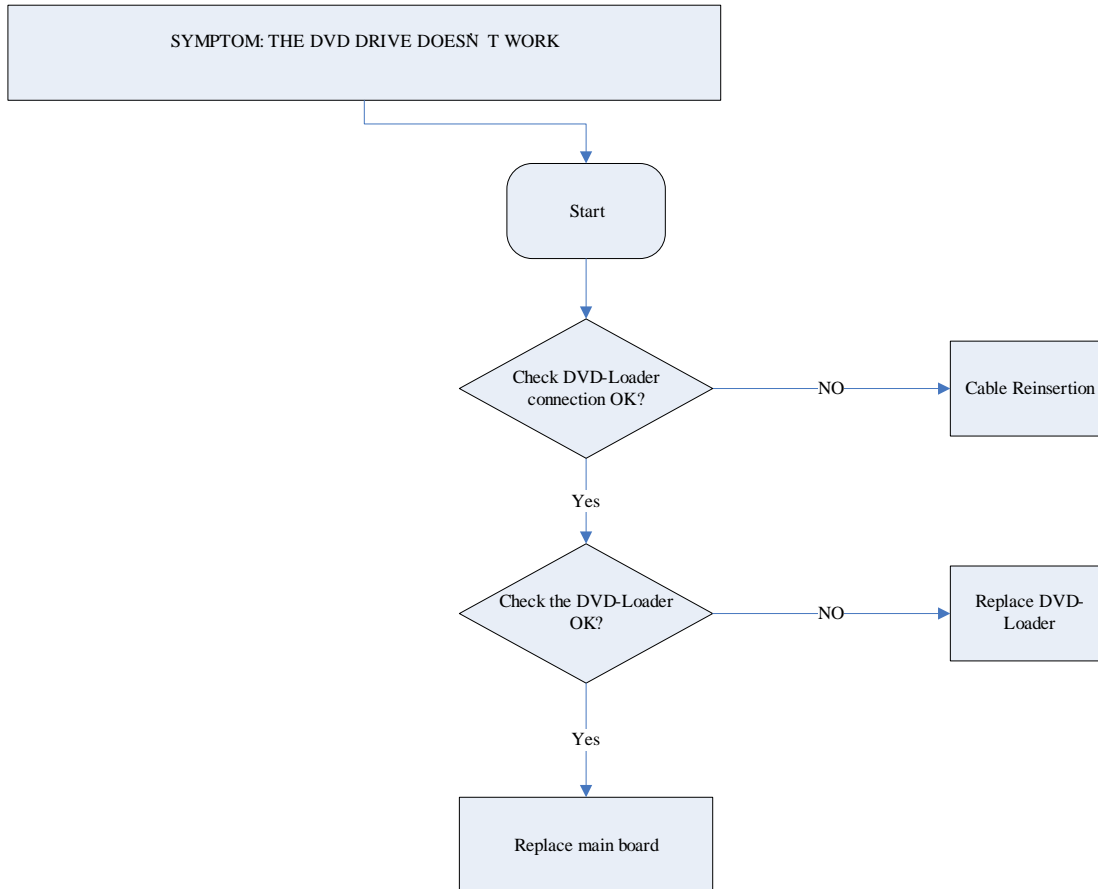 SYMPTOM: THE DVD DRIVE DOESN`T WORK
Start
Check DVD-Loader
connection OK?
NO
Cable Reinsertion
Yes
Check the DVD-Loader
OK?
NO
Replace DVD-
Loader
Yes
Replace main board